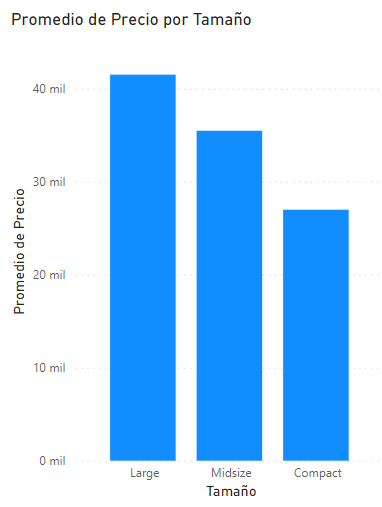 Promedio de Precio por Tamaño
40 mil
30 mil
20 mil
10 mil
0 mil
Promedio de Precio
Large Midsize Compact
Tamaño